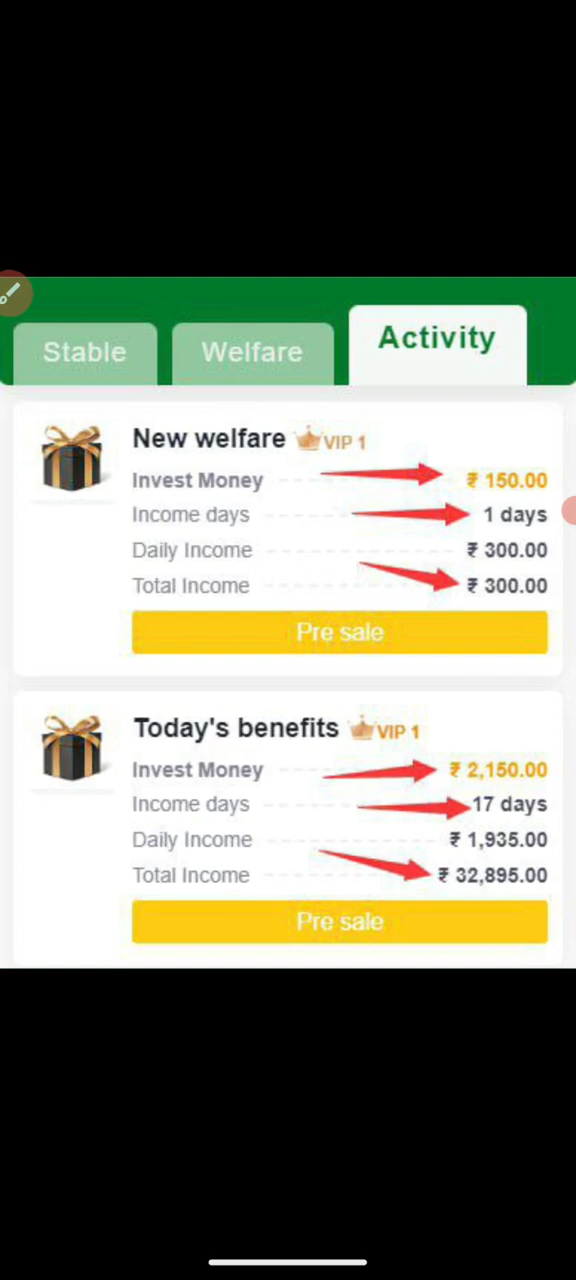 Stable
Welfare
Activity
New welfare VIP 1
Invest Money ₹ 150.00
Income days 1 days
Daily Income ₹ 300.00
Total Income ₹ 300.00
Pre sale
Today's benefits VIP 1
Invest Money ₹ 2,150.00
Income days 17 days
Daily Income ₹ 1,935.00
Total Income ₹ 32,895.00
Pre sale